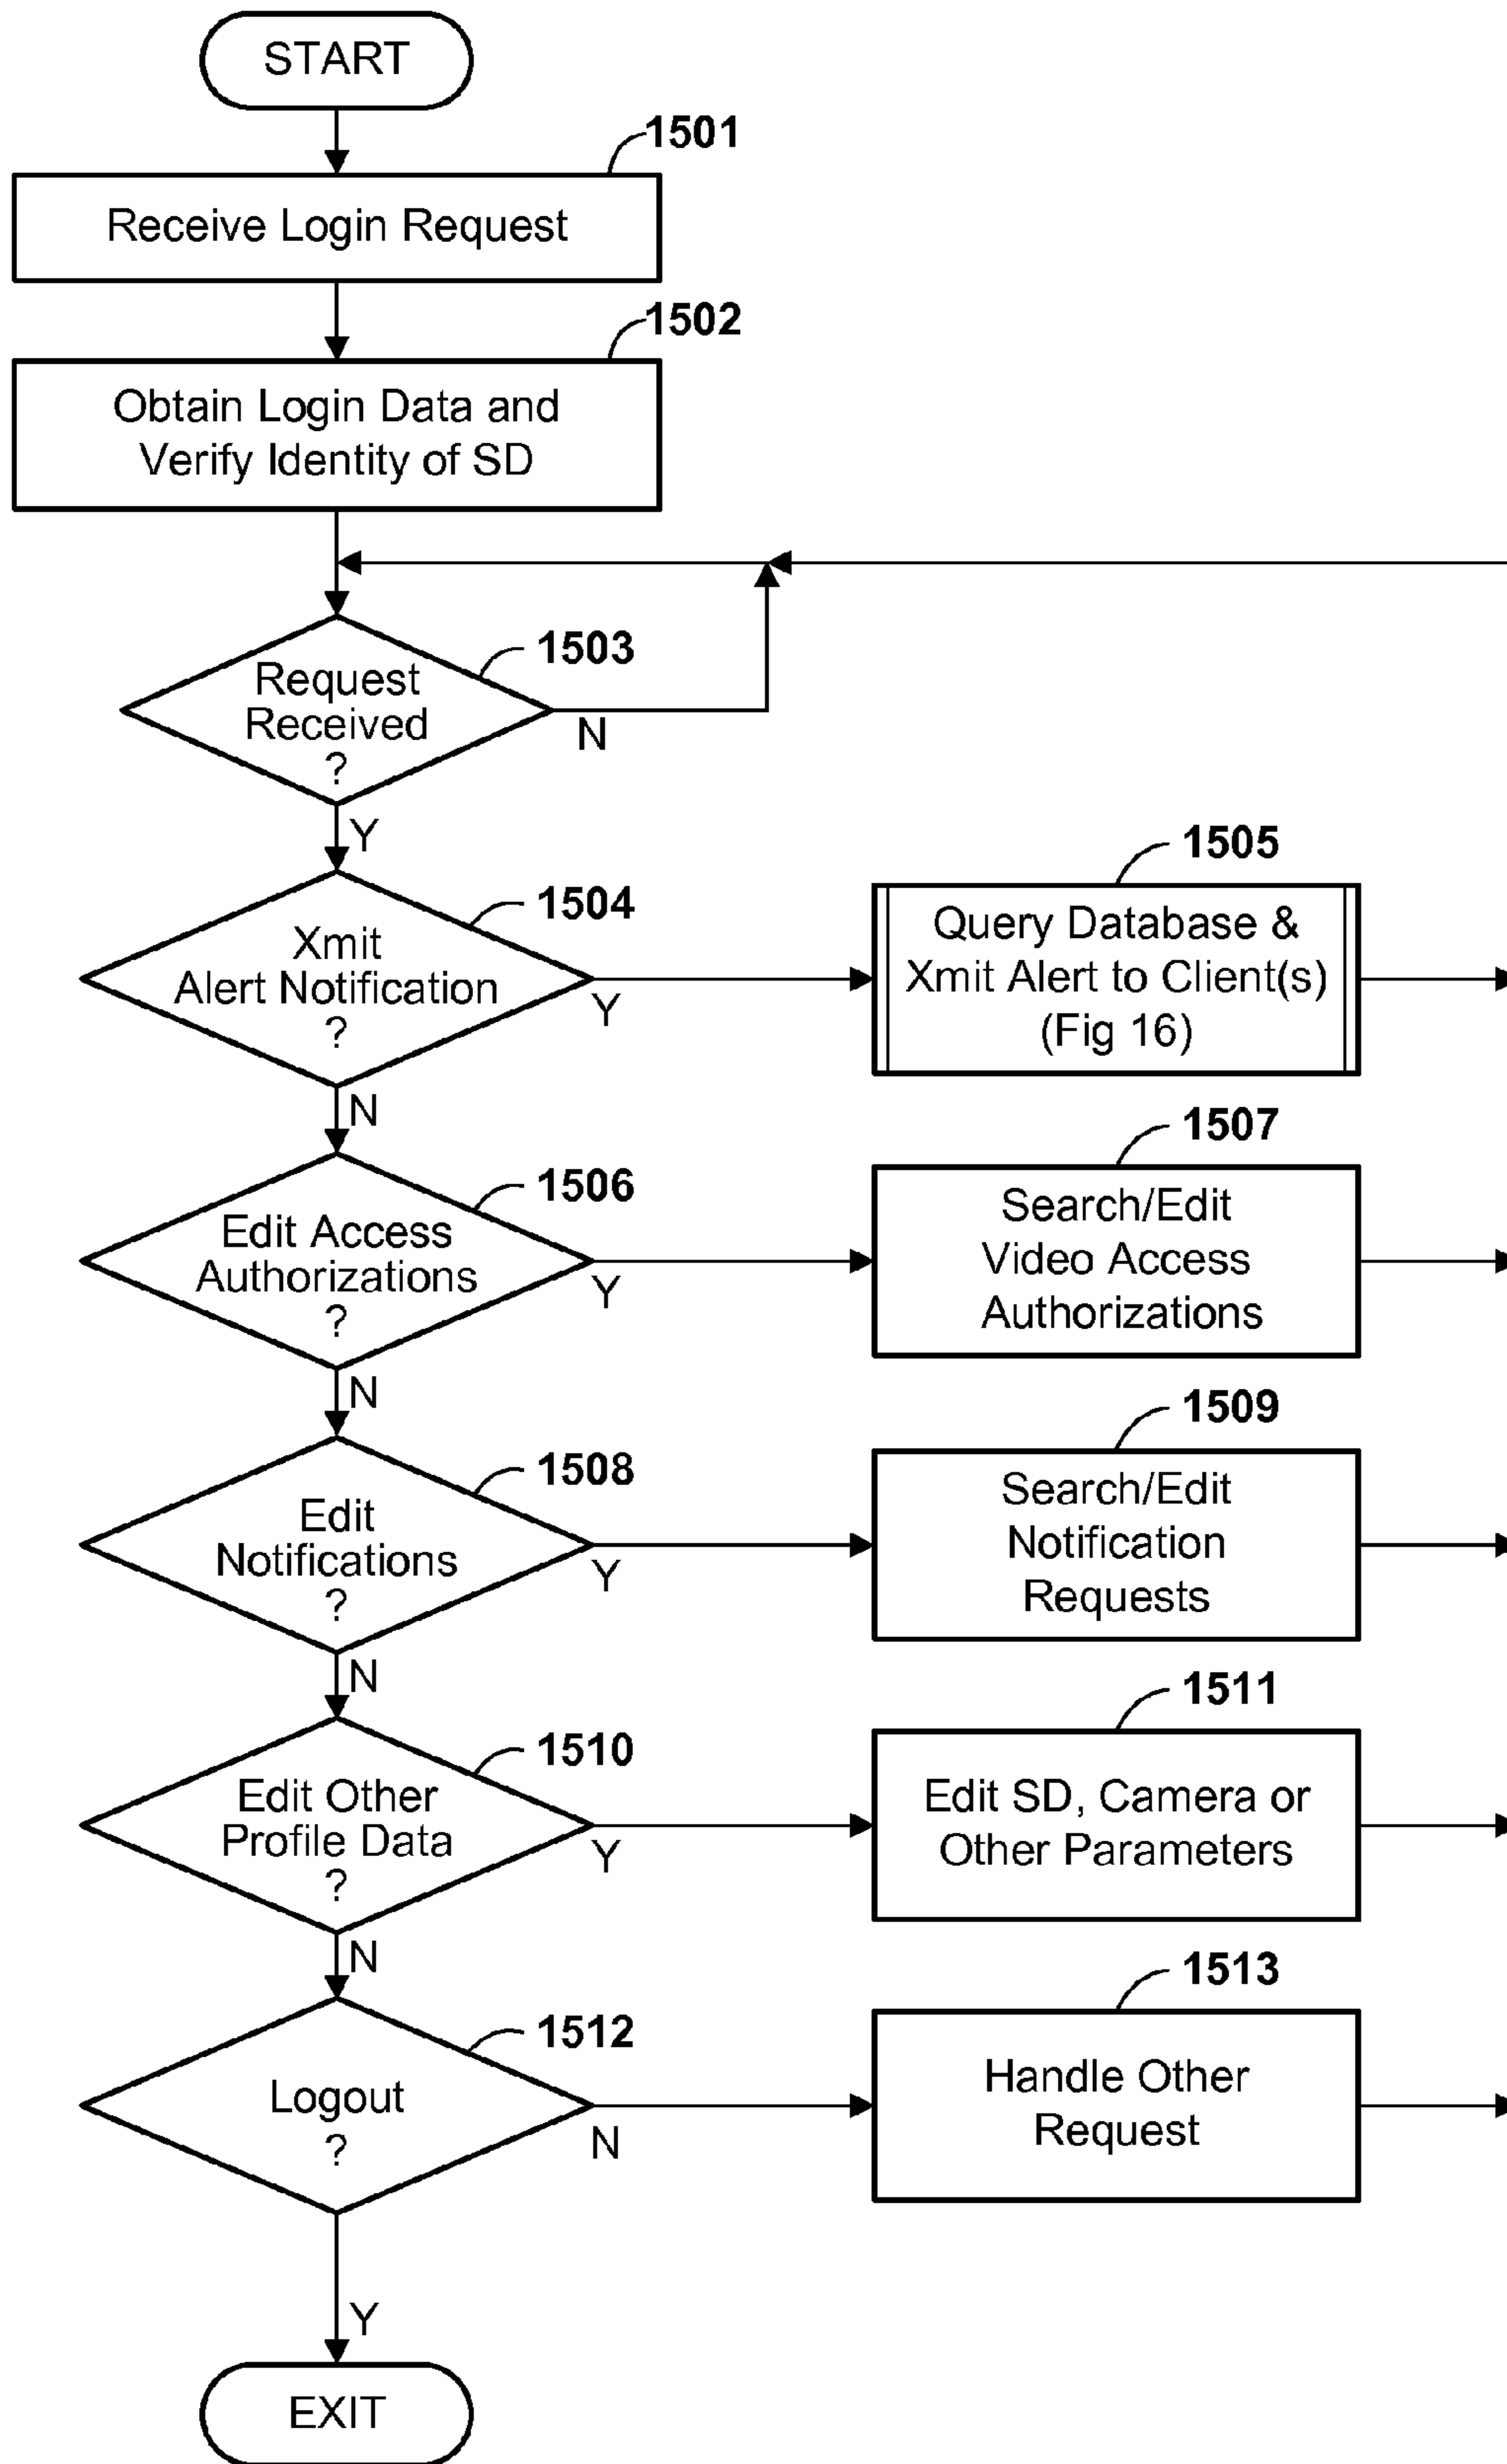 START
1501
Receive Login Request
1502
Obtain Login Data and
Verify Identity of SD
1503
Request
Received
?
N
Y
1504
Xmit
Alert Notification
?
Y
1505
Query Database &
Xmit Alert to Client(s)
(Fig 16)
N
1506
Edit Access
Authorizations
?
Y
1507
Search/Edit
Video Access
Authorizations
N
1508
Edit
Notifications
?
Y
1509
Search/Edit
Notification
Requests
N
1510
Edit Other
Profile Data
?
Y
1511
Edit SD, Camera or
Other Parameters
N
1512
Logout
?
N
1513
Handle Other
Request
Y
EXIT